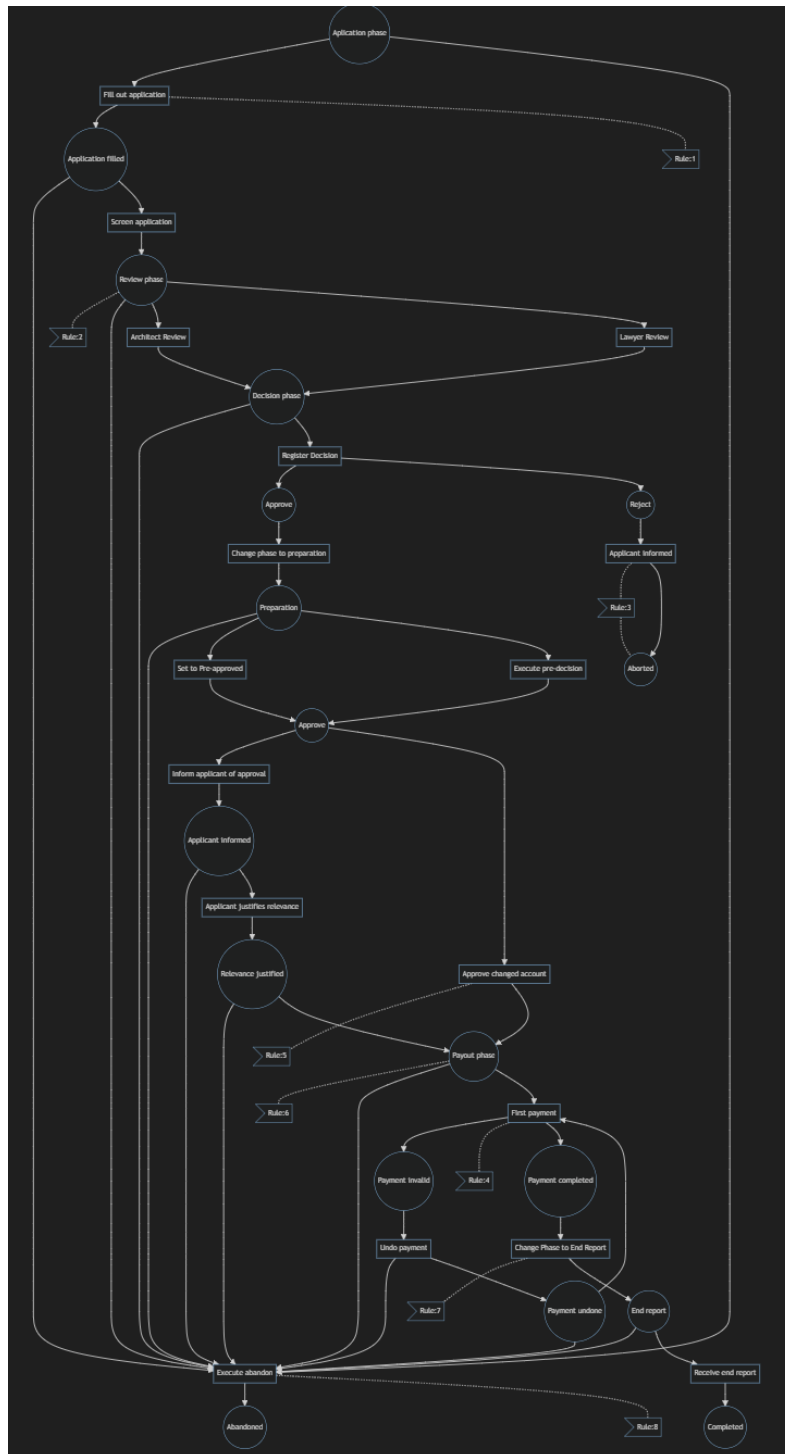 Aplication phase
Fill out application
Application filled
Rule:1
Screen application
Review phase
Rule:2
Architect Review
Lawyer Review
Decision phase
Register Decision
Approve
Reject
Change phase to preparation
Applicant Informed
Preparation
Rule:3
Set to Pre-approved
Execute pre-decision
Aborted
Approve
Inform applicant of approval
Applicant Informed
Applicant justifies relevance
Relevance justified
Approve changed account
Rule:5
Payout phase
Rule:6
First payment
Payment Invalid
Rule:4
Payment completed
Undo payment
Change Phase to End Report
Rule:7
Payment undone
End report
Execute abandon
Receive end report
Abandoned
Rule:8
Completed